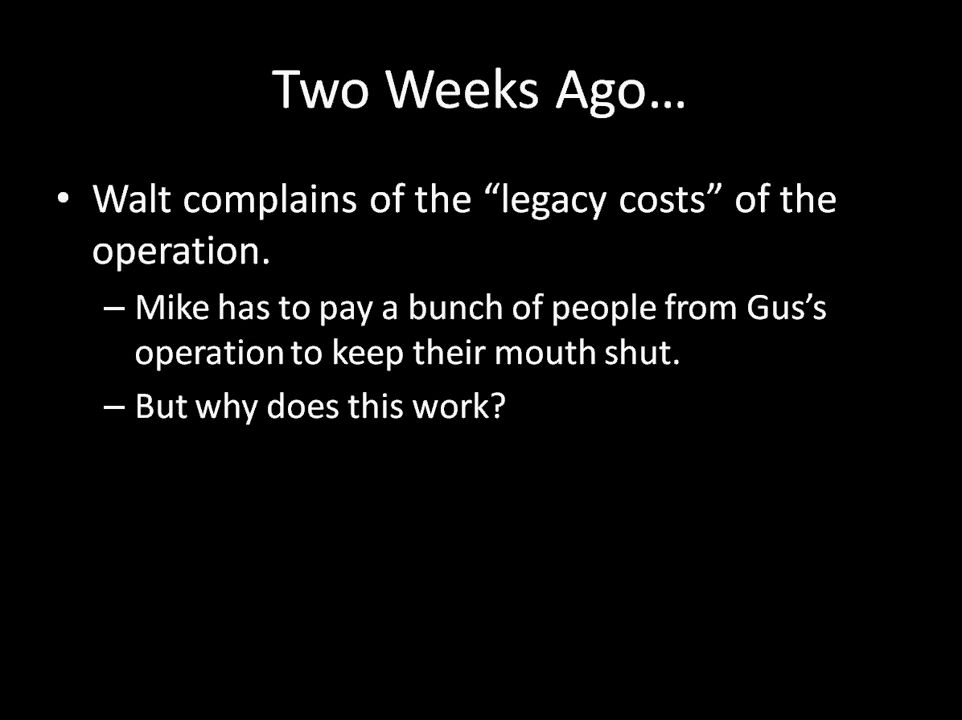 Two Weeks Ago…
• Walt complains of the “legacy costs” of the
operation.
– Mike has to pay a bunch of people from Gus’s
operation to keep their mouth shut.
– But why does this work?